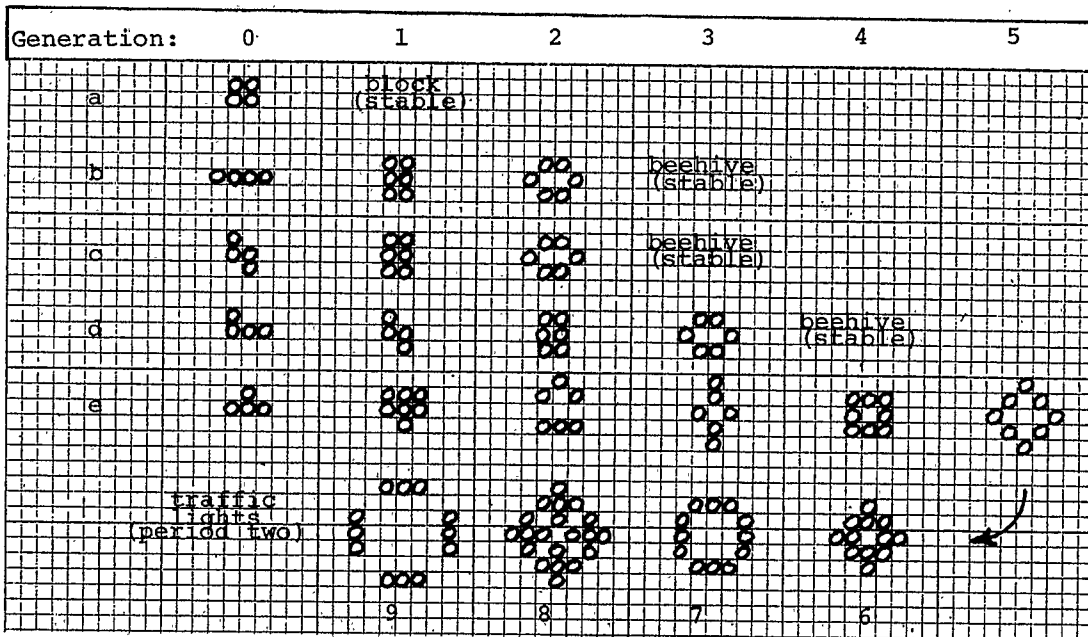 Generation: 0 1 2 3 4 5
a block
(stable)
b beehive
(stable)
c beehive
(stable)
d beehive
(stable)
e
traffic
lights
(period two)
9 8 7 6